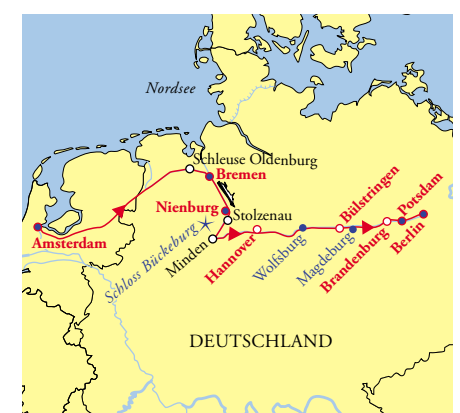 Nordsee
Schleuse Oldenburg
Bremen
Nienburg
Stolzenau
Amsterdam
Schloss Bückeburg
Minden
Hannover
Wolfsburg
Bülstringen
Magdeburg
Brandenburg
Potsdam
Berlin
DEUTSCHLAND